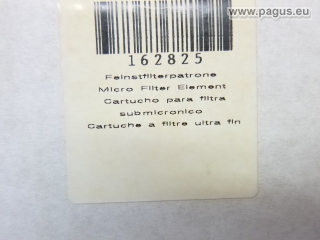 www.pagus.eu
162825
Feinstfilterpatrone
Micro Filter Element
Cartucho para filtra
submicronico
Cartuche a filtre ultra fin